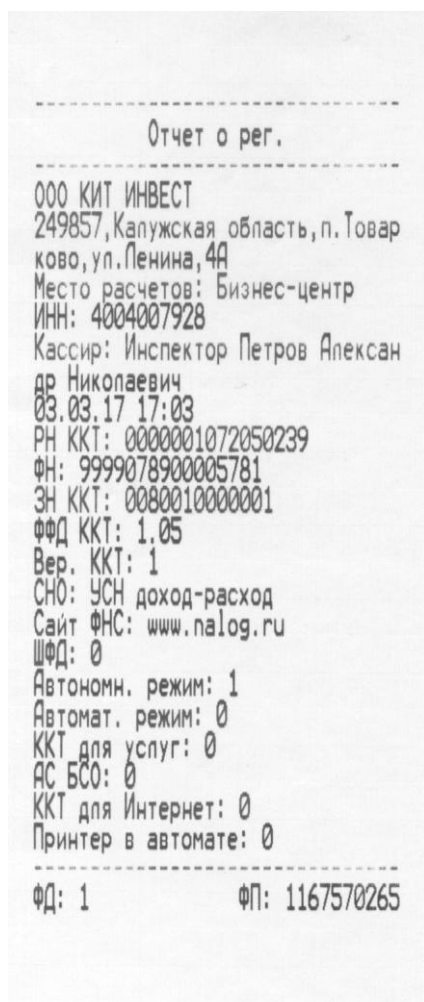 Отчет о рег.
ООО КИТ ИНВЕСТ
249857,Калужская область,п.Товар
ково,ул.Ленина,4А
Место расчетов: Бизнес-центр
ИНН: 4004007928
Кассир: Инспектор Петров Алексан
др Николаевич
03.03.17 17:03
РН ККТ: 0000001072050239
ФН: 9999078900005781
ЗН ККТ: 0080010000001
ФФД ККТ: 1.05
Вер. ККТ: 1
СНО: УСН доход-расход
Сайт ФНС: www.nalog.ru
ШФД: 0
Автономн. режим: 1
Автомат. режим: 0
ККТ для услуг: 0
АС БСО: 0
ККТ для Интернет: 0
Принтер в автомате: 0
ФД: 1 ФП: 1167570265